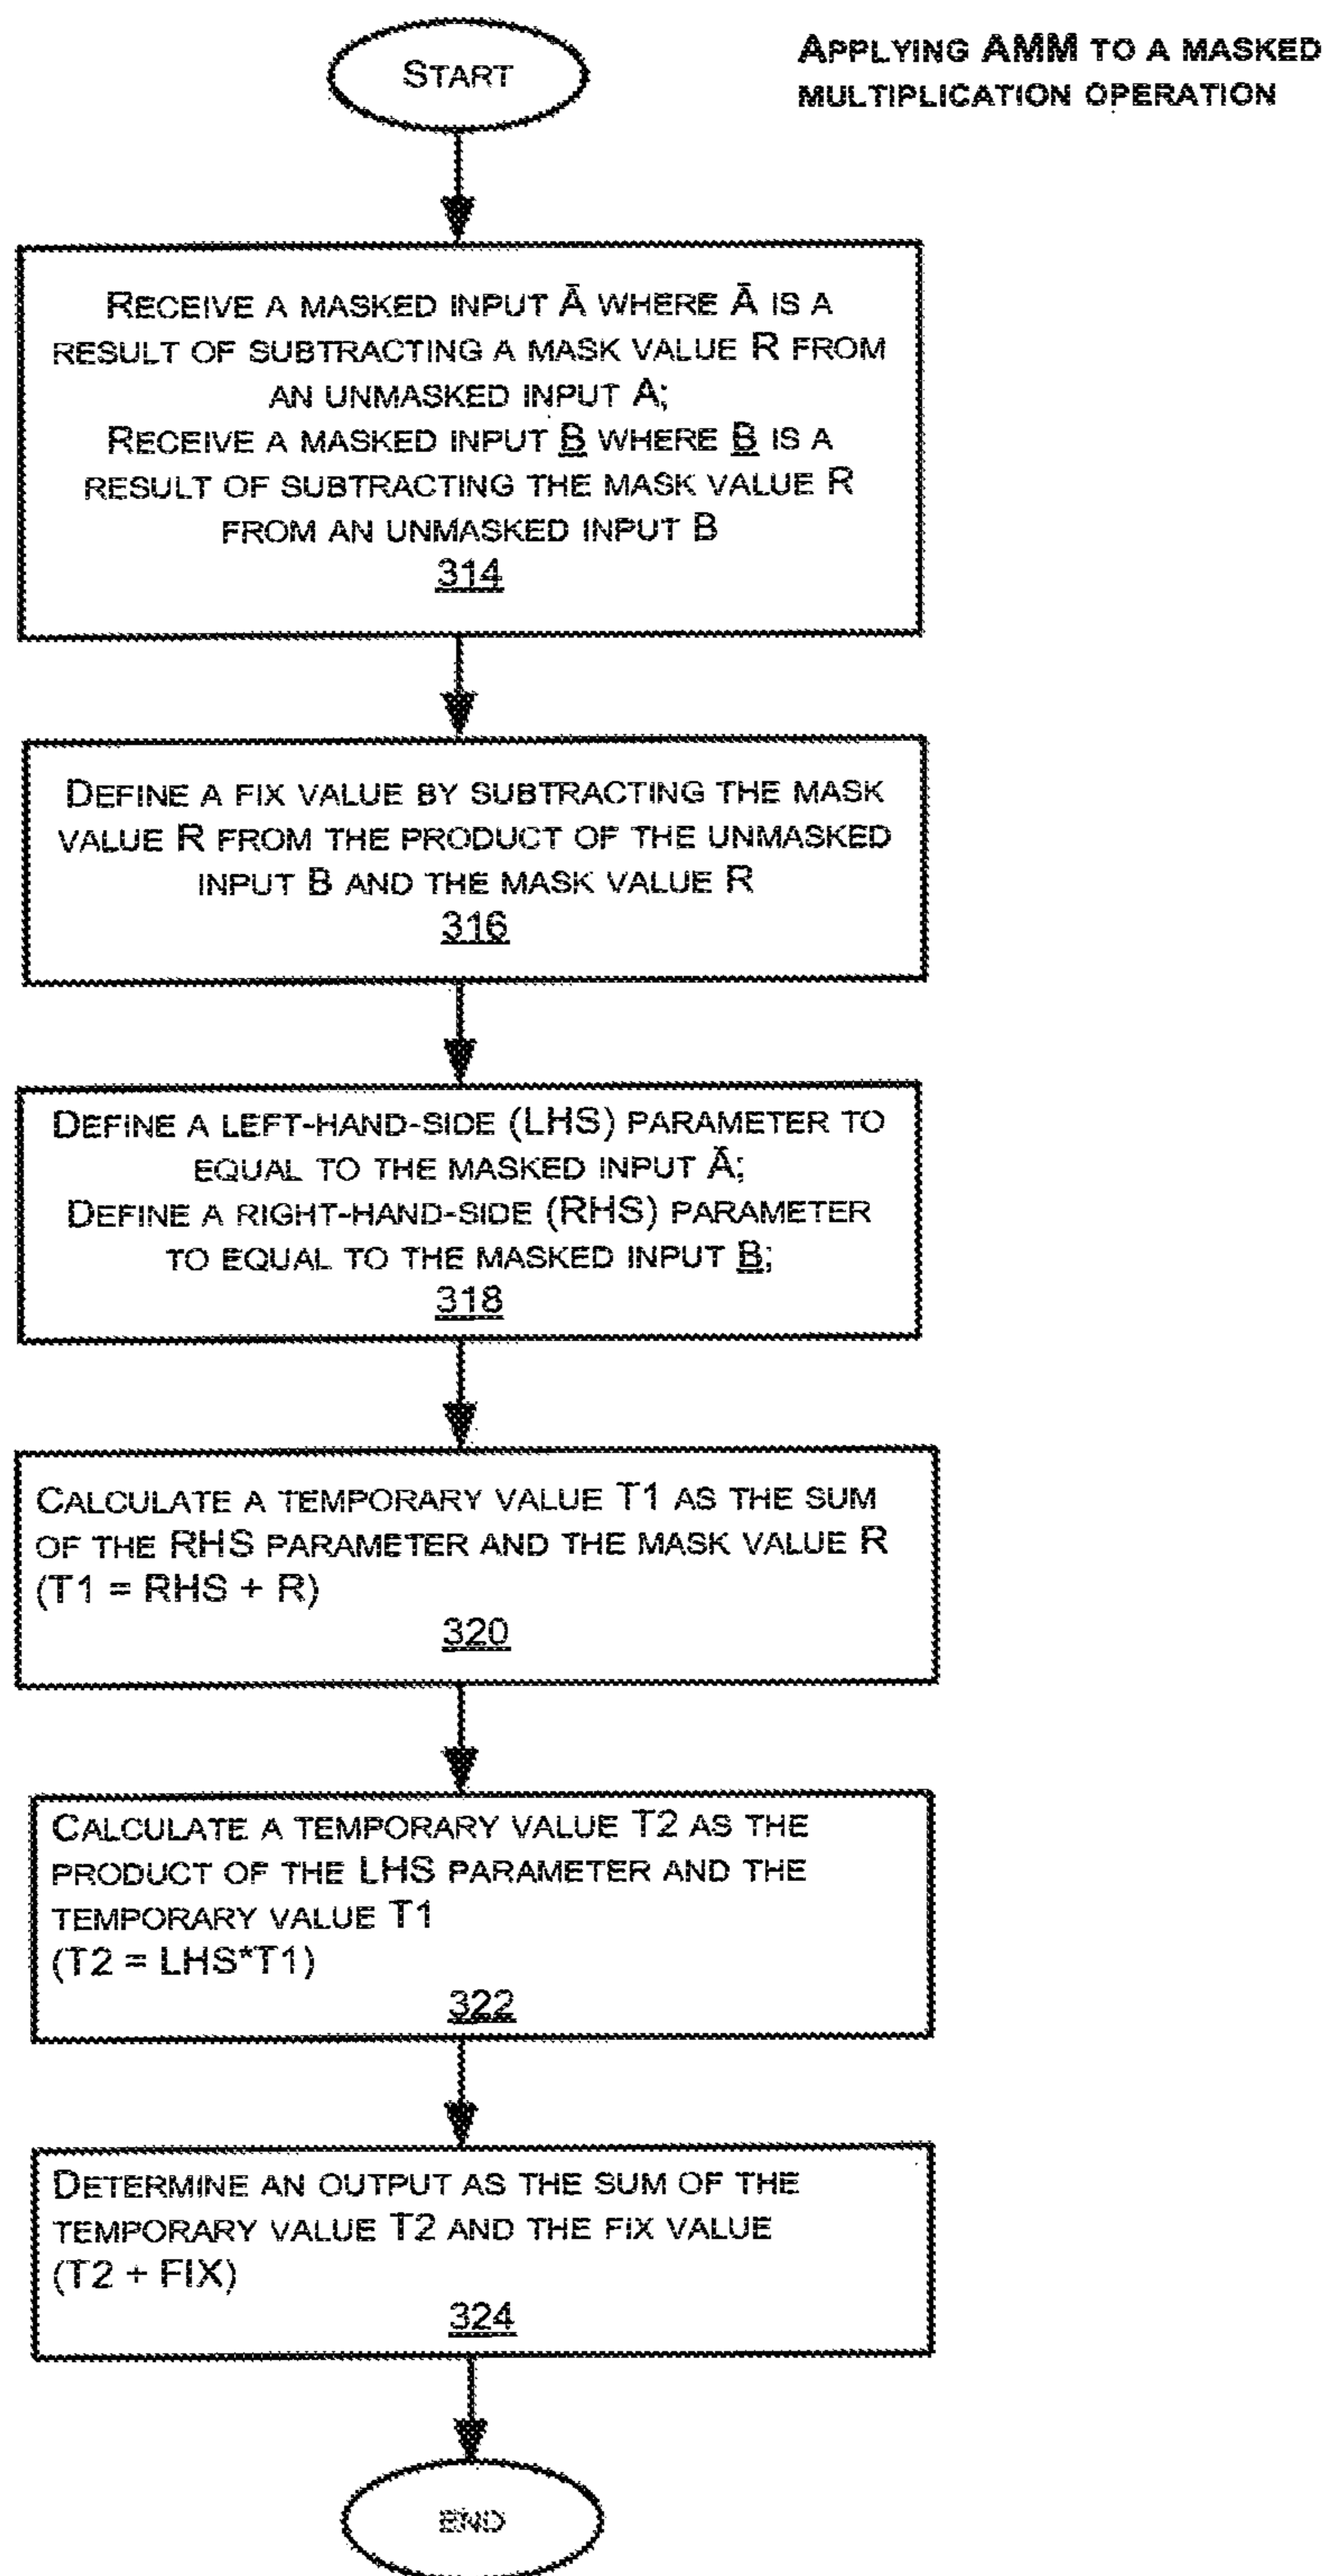 START
APPLYING AMM TO A MASKED
MULTIPLICATION OPERATION
RECEIVE A MASKED INPUT Ā WHERE Ā IS A
RESULT OF SUBTRACTING A MASK VALUE R FROM
AN UNMASKED INPUT A;
RECEIVE A MASKED INPUT B WHERE B IS A
RESULT OF SUBTRACTING THE MASK VALUE R
FROM AN UNMASKED INPUT B
314
DEFINE A FIX VALUE BY SUBTRACTING THE MASK
VALUE R FROM THE PRODUCT OF THE UNMASKED
INPUT B AND THE MASK VALUE R
316
DEFINE A LEFT-HAND-SIDE (LHS) PARAMETER TO
EQUAL TO THE MASKED INPUT Ā;
DEFINE A RIGHT-HAND-SIDE (RHS) PARAMETER
TO EQUAL TO THE MASKED INPUT B;
318
CALCULATE A TEMPORARY VALUE T1 AS THE SUM
OF THE RHS PARAMETER AND THE MASK VALUE R
(T1 = RHS + R)
320
CALCULATE A TEMPORARY VALUE T2 AS THE
PRODUCT OF THE LHS PARAMETER AND THE
TEMPORARY VALUE T1
(T2 = LHS*T1)
322
DETERMINE AN OUTPUT AS THE SUM OF THE
TEMPORARY VALUE T2 AND THE FIX VALUE
(T2 + FIX)
324
END